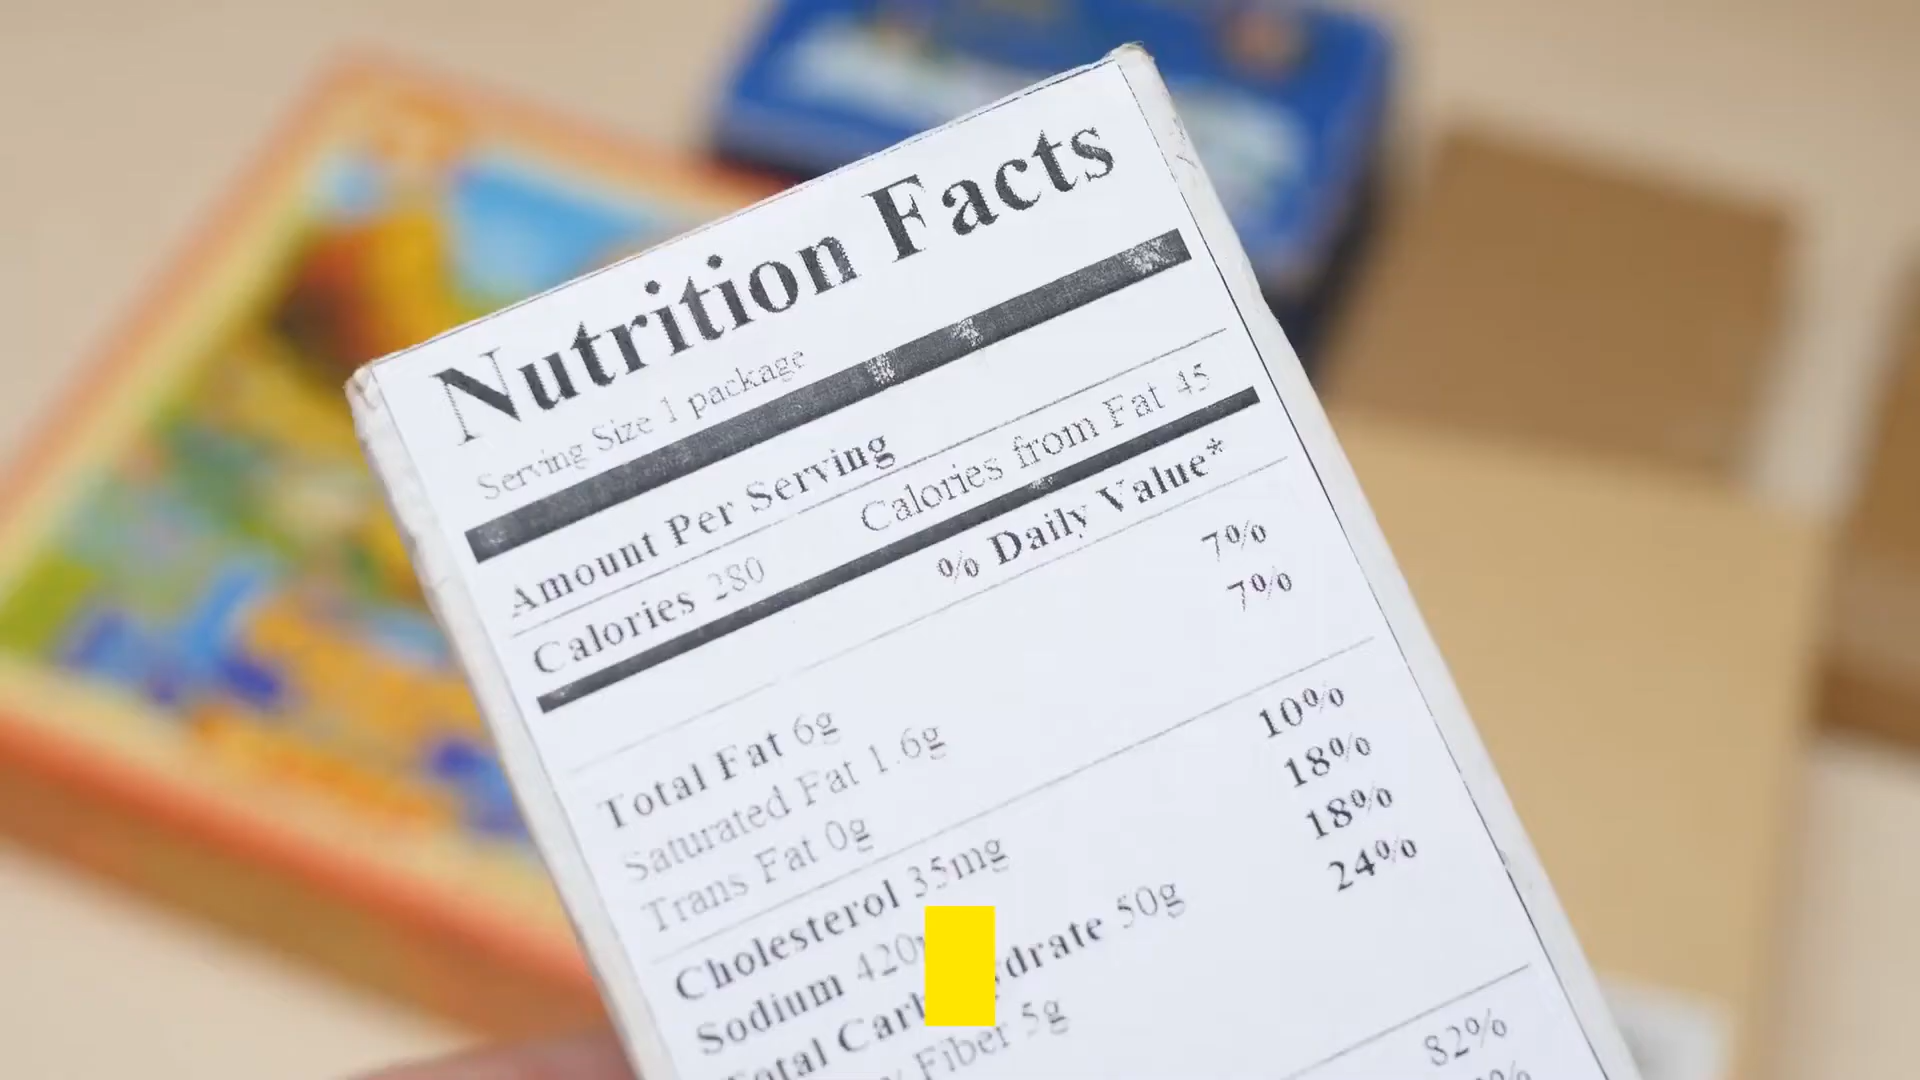 Nutrition Facts
Serving Size 1 package
Amount Per Serving
Calories 280 Calories from Fat 45
% Daily Value*
Total Fat 6g 7%
Saturated Fat 1.6g 7%
Trans Fat 0g
Cholesterol 35mg 10%
Sodium 420 18%
Total 50g 18%
Fiber 5g 24%
82%